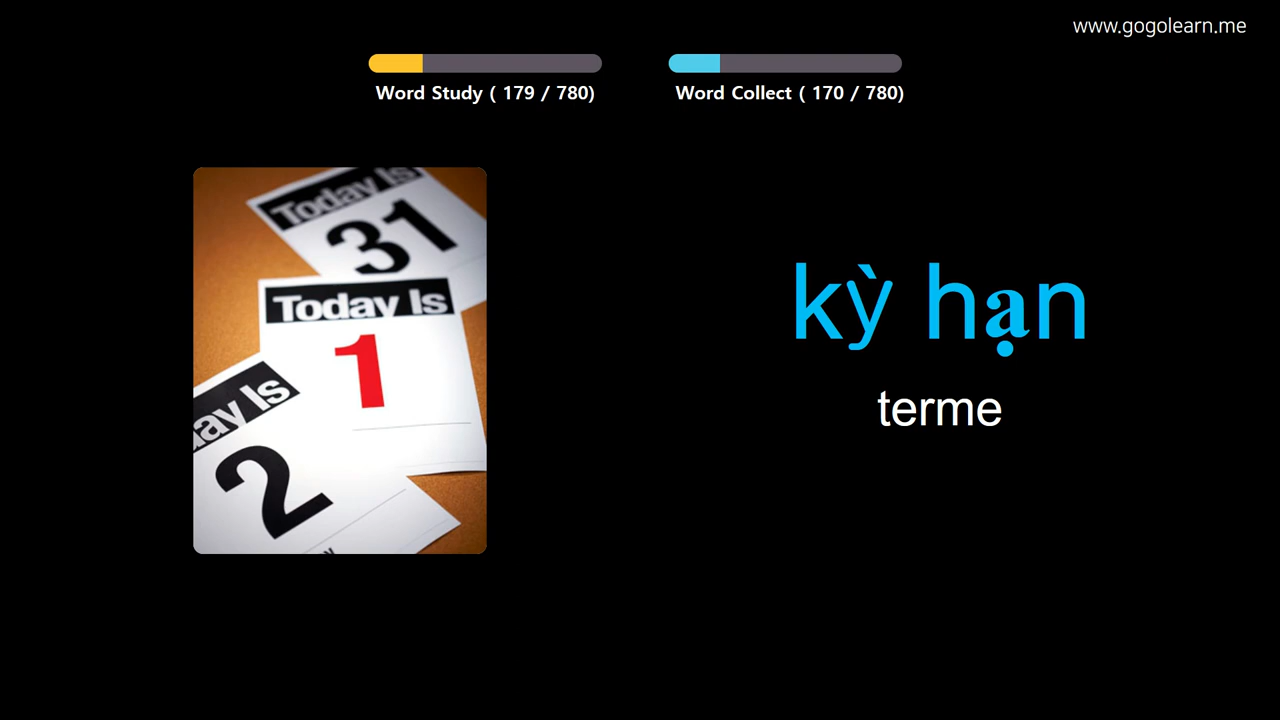 www.gogolearn.me
Word Study ( 179 / 780)
Word Collect ( 170 / 780)
Today Is
31
Today Is
1
ay Is
2
kỳ hạn
terme